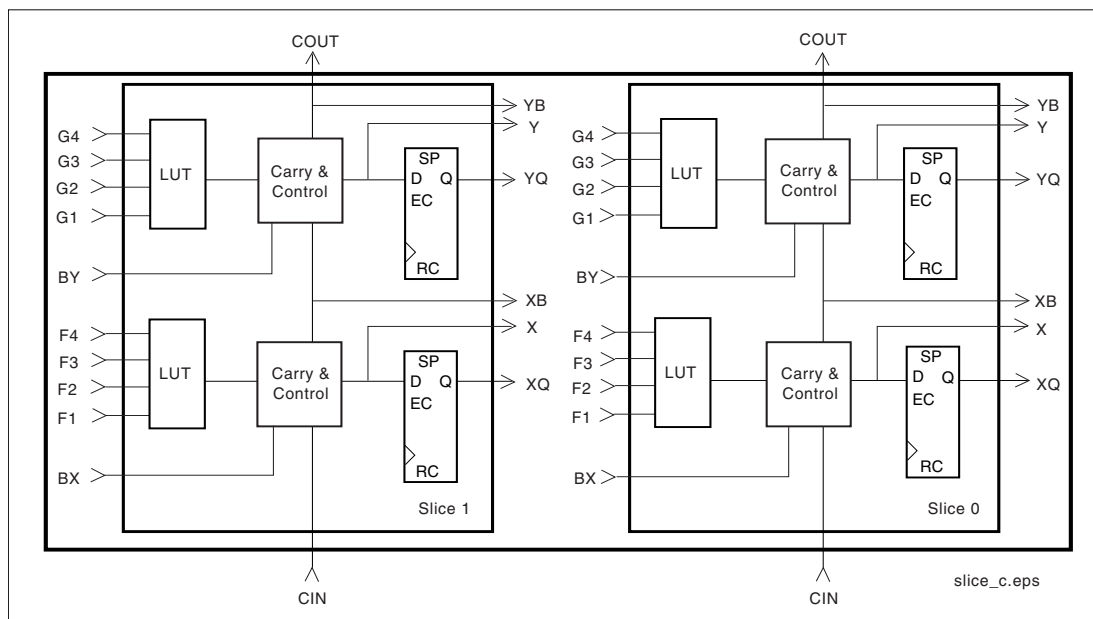 COUT
COUT
YB
Y
G4
G3
G2
G1
LUT
Carry &
Control
SP
D Q
EC
RC
YQ
BY
XB
X
F4
F3
F2
F1
LUT
Carry &
Control
SP
D Q
EC
RC
XQ
BX
Slice 1
CIN
YB
Y
G4
G3
G2
G1
LUT
Carry &
Control
SP
D Q
EC
RC
YQ
BY
XB
X
F4
F3
F2
F1
LUT
Carry &
Control
SP
D Q
EC
RC
XQ
BX
Slice 0
CIN
slice_c.eps